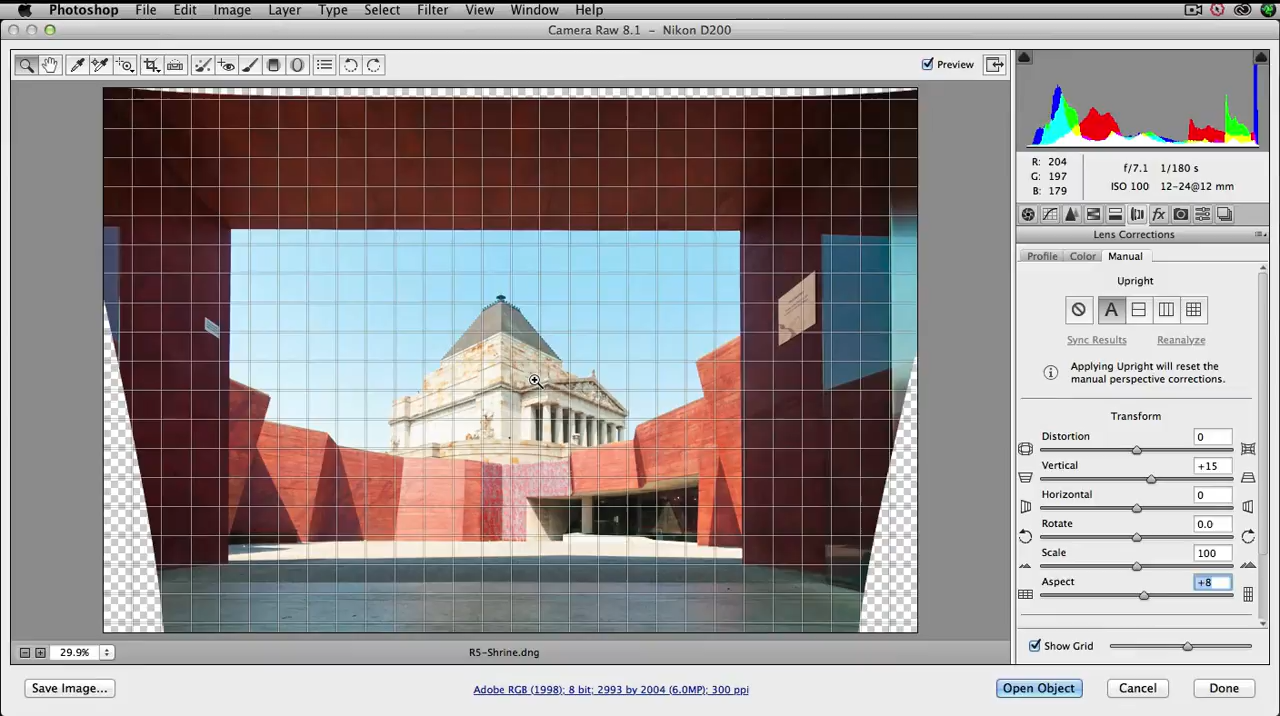 Photoshop File Edit Image Layer Type Select Filter View Window Help
Camera Raw 8.1 - Nikon D200
Preview
R: 204
G: 197
B: 179
f/7.1 1/180 s
ISO 100 12-24@12 mm
fx
Lens Corrections
Profile Color Manual
Upright
A
Sync Results Reanalyze
Applying Upright will reset the
manual perspective corrections.
Transform
Distortion 0
Vertical +15
Horizontal 0
Rotate 0.0
Scale 100
Aspect +8
Show Grid
29.9% R5-Shrine.dng
Save Image... Adobe RGB (1998); 8 bit; 2993 by 2004 (6.0MP); 300 ppi Open Object Cancel Done